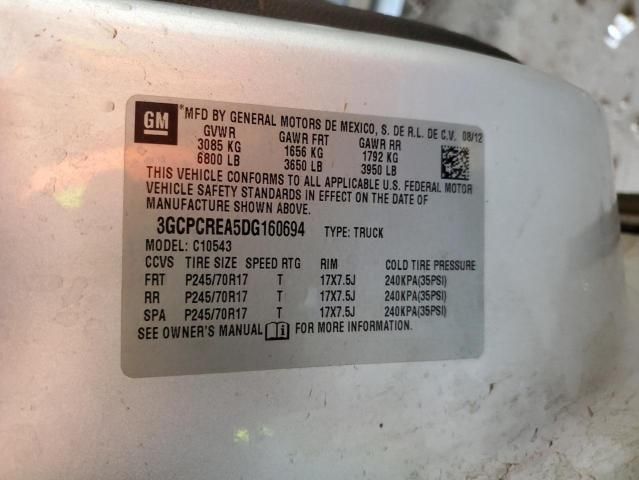 GM
*MFD BY GENERAL MOTORS DE MEXICO, S. DE R.L. DE C.V. 08/12
GVWR GAWR FRT GAWR RR
3085 KG 1656 KG 1792 KG
6800 LB 3650 LB 3950 LB
THIS VEHICLE CONFORMS TO ALL APPLICABLE U.S. FEDERAL MOTOR
VEHICLE SAFETY STANDARDS IN EFFECT ON THE DATE OF
MANUFACTURE SHOWN ABOVE.
3GCPCREA5DG160694 TYPE: TRUCK
MODEL: C10543
CCVS TIRE SIZE SPEED RTG RIM COLD TIRE PRESSURE
FRT P245/70R17 T 17X7.5J 240KPA(35PSI)
RR P245/70R17 T 17X7.5J 240KPA(35PSI)
SPA P245/70R17 T 17X7.5J 240KPA(35PSI)
SEE OWNER'S MANUAL FOR MORE INFORMATION.